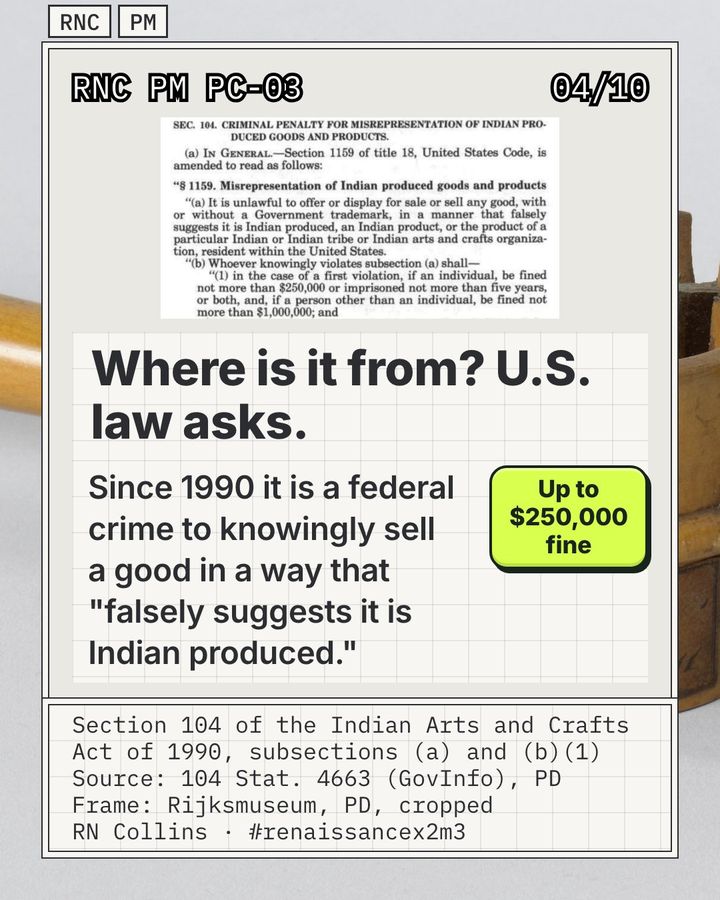 RNC PM
RNC PM PC-03 04/10
SEC. 104. CRIMINAL PENALTY FOR MISREPRESENTATION OF INDIAN PRO-
DUCED GOODS AND PRODUCTS.
(a) IN GENERAL.—Section 1159 of title 18, United States Code, is
amended to read as follows:
"§ 1159. Misrepresentation of Indian produced goods and products
"(a) It is unlawful to offer or display for sale or sell any good, with
or without a Government trademark, in a manner that falsely
suggests it is Indian produced, an Indian product, or the product of a
particular Indian or Indian tribe or Indian arts and crafts organiza-
tion, resident within the United States.
"(b) Whoever knowingly violates subsection (a) shall—
"(1) in the case of a first violation, if an individual, be fined
not more than $250,000 or imprisoned not more than five years,
or both, and, if a person other than an individual, be fined not
more than $1,000,000; and
Where is it from? U.S.
law asks.
Since 1990 it is a federal
crime to knowingly sell
a good in a way that
"falsely suggests it is
Indian produced."
Up to
$250,000
fine
Section 104 of the Indian Arts and Crafts
Act of 1990, subsections (a) and (b)(1)
Source: 104 Stat. 4663 (GovInfo), PD
Frame: Rijksmuseum, PD, cropped
RN Collins · #renaissancex2m3